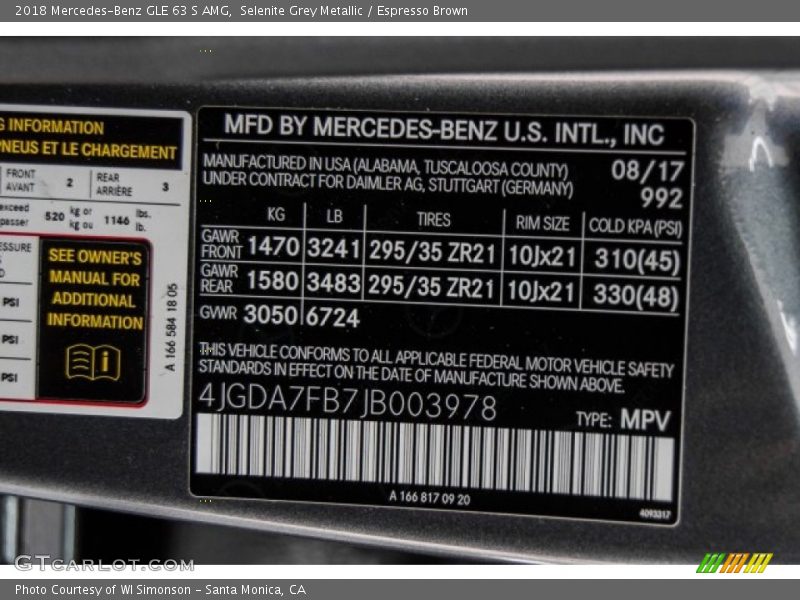 2018 Mercedes-Benz GLE 63 S AMG, Selenite Grey Metallic / Espresso Brown
G INFORMATION
PNEUS ET LE CHARGEMENT
FRONT
AVANT
2
REAR
ARRIÈRE
3
exceed
520 kg or
kg ou
1146 lbs.
lb.
SEE OWNER'S
MANUAL FOR
ADDITIONAL
INFORMATION
PSI
PSI
PSI
A 166 584 18 05
MFD BY MERCEDES-BENZ U.S. INTL., INC
MANUFACTURED IN USA (ALABAMA, TUSCALOOSA COUNTY)
UNDER CONTRACT FOR DAIMLER AG, STUTTGART (GERMANY)
08/17
992
KG LB TIRES RIM SIZE COLD KPA (PSI)
GAWR
FRONT 1470 3241 295/35 ZR21 10Jx21 310(45)
GAWR
REAR 1580 3483 295/35 ZR21 10Jx21 330(48)
GVWR 3050 6724
THIS VEHICLE CONFORMS TO ALL APPLICABLE FEDERAL MOTOR VEHICLE SAFETY
STANDARDS IN EFFECT ON THE DATE OF MANUFACTURE SHOWN ABOVE.
4JGDA7FB7JB003978
TYPE: MPV
A 166 817 09 20
4093317
GTCARLOT.COM
Photo Courtesy of WI Simonson - Santa Monica, CA